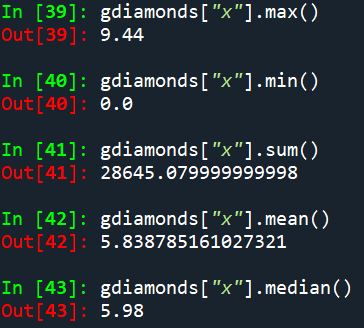 In [39]: gdiamonds["x"].max()
Out[39]: 9.44
In [40]: gdiamonds["x"].min()
Out[40]: 0.0
In [41]: gdiamonds["x"].sum()
Out[41]: 28645.079999999998
In [42]: gdiamonds["x"].mean()
Out[42]: 5.838785161027321
In [43]: gdiamonds["x"].median()
Out[43]: 5.98